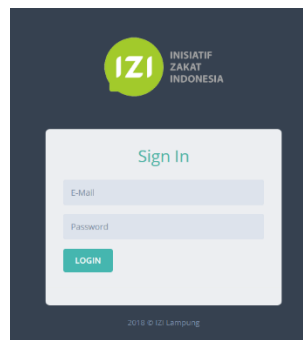 IZI
INISIATIF
ZAKAT
INDONESIA
Sign In
E-Mail
Password
LOGIN
2018 © IZI Lampung